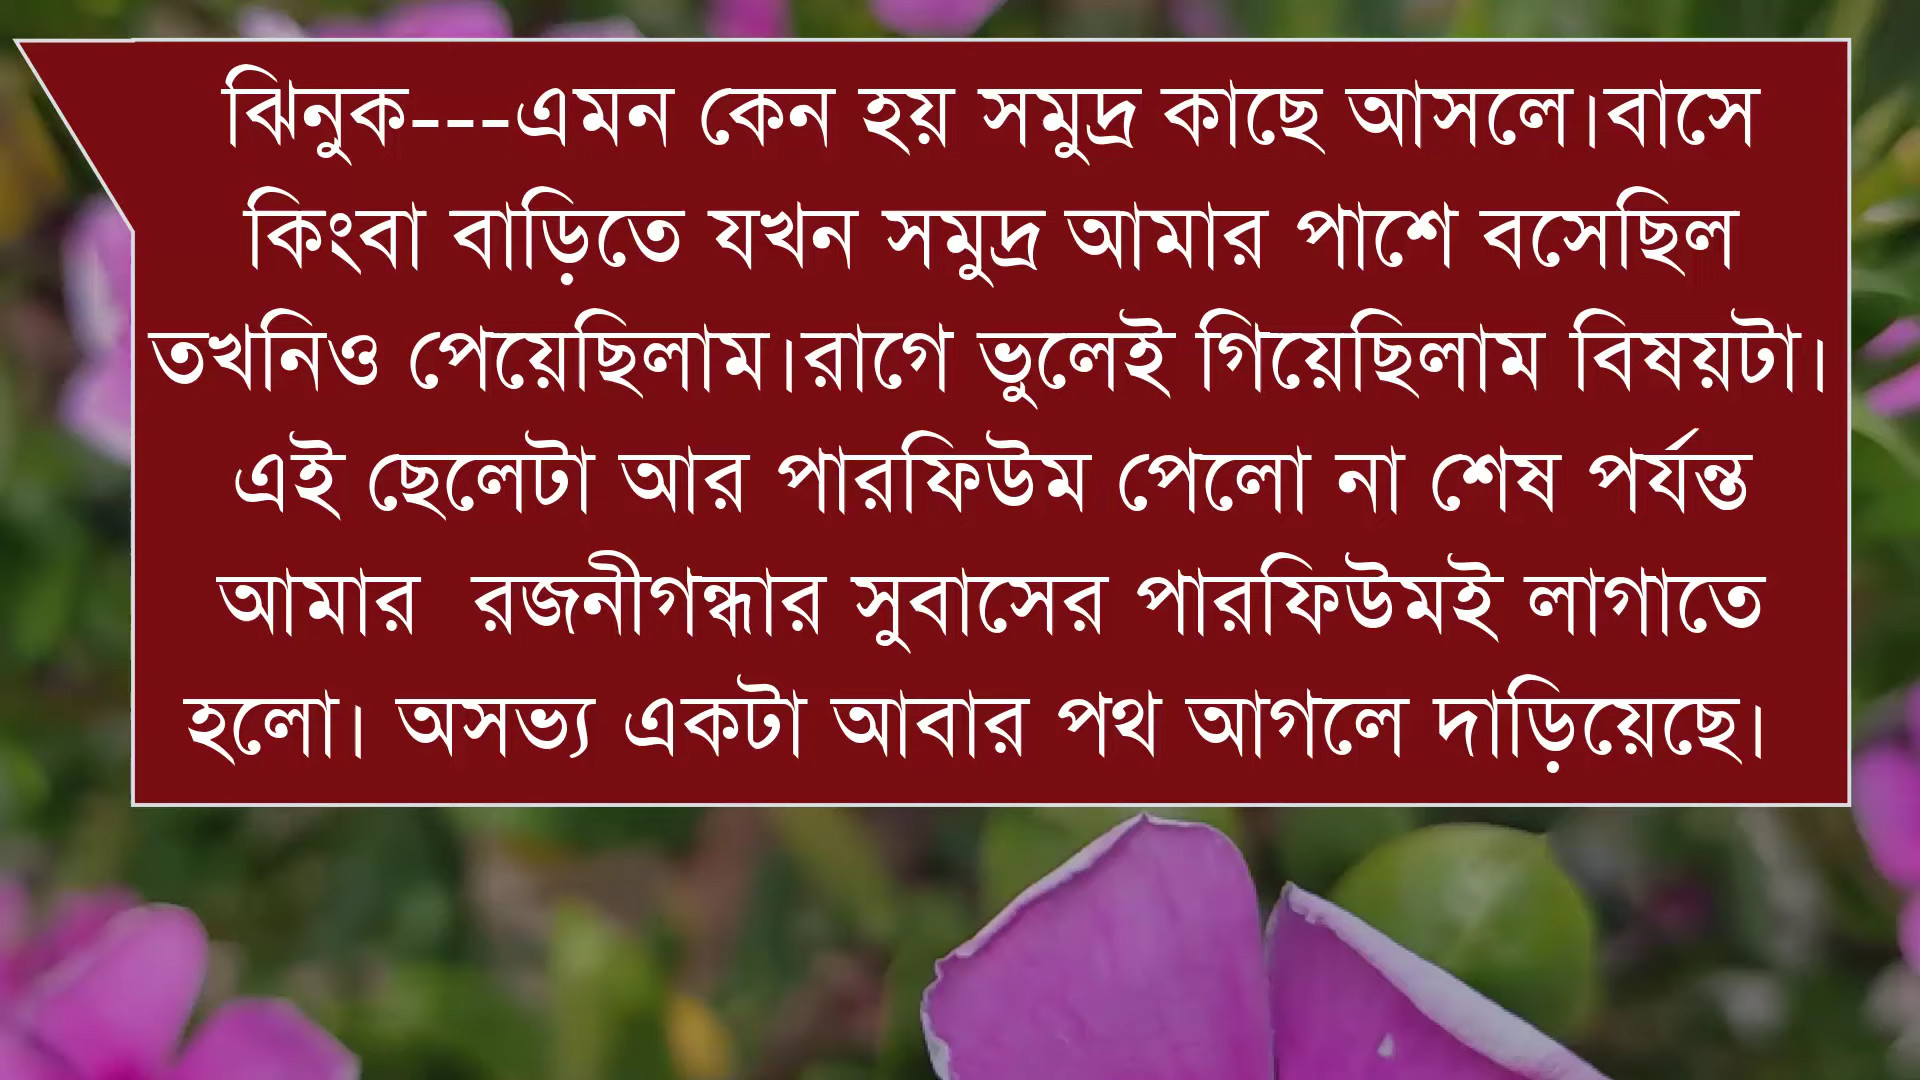 ঝিনুক---এমন কেন হয় সমুদ্র কাছে আসলে।বাসে
কিংবা বাড়িতে যখন সমুদ্র আমার পাশে বসেছিল
তখনিও পেয়েছিলাম।রাগে ভুলেই গিয়েছিলাম বিষয়টা।
এই ছেলেটা আর পারফিউম পেলো না শেষ পর্যন্ত
আমার  রজনীগন্ধার সুবাসের পারফিউমই লাগাতে
হলো। অসভ্য একটা আবার পথ আগলে দাড়িয়েছে।